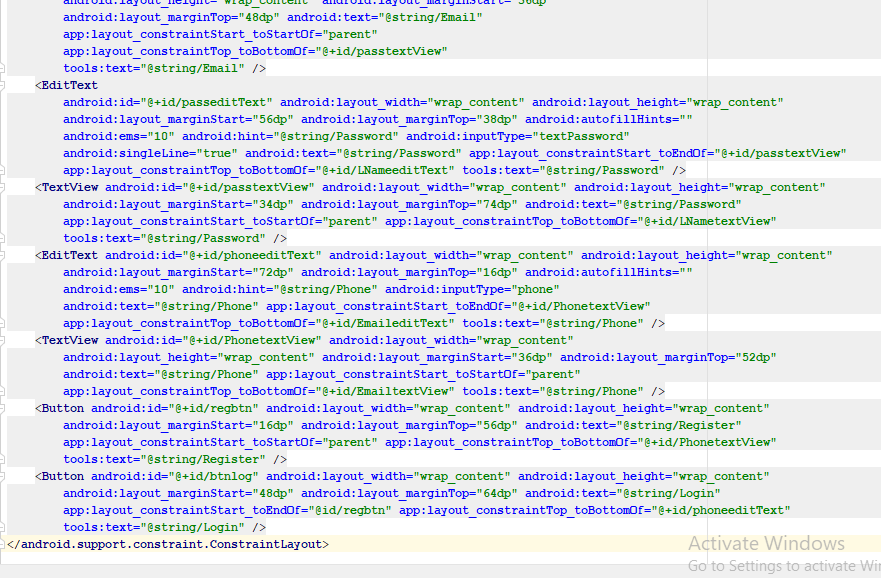 android:layout_height="wrap_content" android:layout_marginStart="36dp"
android:layout_marginTop="48dp" android:text="@string/Email"
app:layout_constraintStart_toStartOf="parent"
app:layout_constraintTop_toBottomOf="@+id/passtextView"
tools:text="@string/Email" />
<EditText
android:id="@+id/passeditText" android:layout_width="wrap_content" android:layout_height="wrap_content"
android:layout_marginStart="56dp" android:layout_marginTop="38dp" android:autofillHints=""
android:ems="10" android:hint="@string/Password" android:inputType="textPassword"
android:singleLine="true" android:text="@string/Password" app:layout_constraintStart_toEndOf="@+id/passtextView"
app:layout_constraintTop_toBottomOf="@+id/LNameeditText" tools:text="@string/Password" />
<TextView android:id="@+id/passtextView" android:layout_width="wrap_content" android:layout_height="wrap_content"
android:layout_marginStart="34dp" android:layout_marginTop="74dp" android:text="@string/Password"
app:layout_constraintStart_toStartOf="parent" app:layout_constraintTop_toBottomOf="@+id/LNametextView"
tools:text="@string/Password" />
<EditText android:id="@+id/phoneeditText" android:layout_width="wrap_content" android:layout_height="wrap_content"
android:layout_marginStart="72dp" android:layout_marginTop="16dp" android:autofillHints=""
android:ems="10" android:hint="@string/Phone" android:inputType="phone"
android:text="@string/Phone" app:layout_constraintStart_toEndOf="@+id/PhonetextView"
app:layout_constraintTop_toBottomOf="@+id/EmaileditText" tools:text="@string/Phone" />
<TextView android:id="@+id/PhonetextView" android:layout_width="wrap_content"
android:layout_height="wrap_content" android:layout_marginStart="36dp" android:layout_marginTop="52dp"
android:text="@string/Phone" app:layout_constraintStart_toStartOf="parent"
app:layout_constraintTop_toBottomOf="@+id/EmailtextView" tools:text="@string/Phone" />
<Button android:id="@+id/regbtn" android:layout_width="wrap_content" android:layout_height="wrap_content"
android:layout_marginStart="16dp" android:layout_marginTop="56dp" android:text="@string/Register"
app:layout_constraintStart_toStartOf="parent" app:layout_constraintTop_toBottomOf="@+id/PhonetextView"
tools:text="@string/Register" />
<Button android:id="@+id/btnlog" android:layout_width="wrap_content" android:layout_height="wrap_content"
android:layout_marginStart="48dp" android:layout_marginTop="64dp" android:text="@string/Login"
app:layout_constraintStart_toEndOf="@id/regbtn" app:layout_constraintTop_toBottomOf="@+id/phoneeditText"
tools:text="@string/Login" />
</android.support.constraint.ConstraintLayout>
Activate Windows
Go to Settings to activate Wi